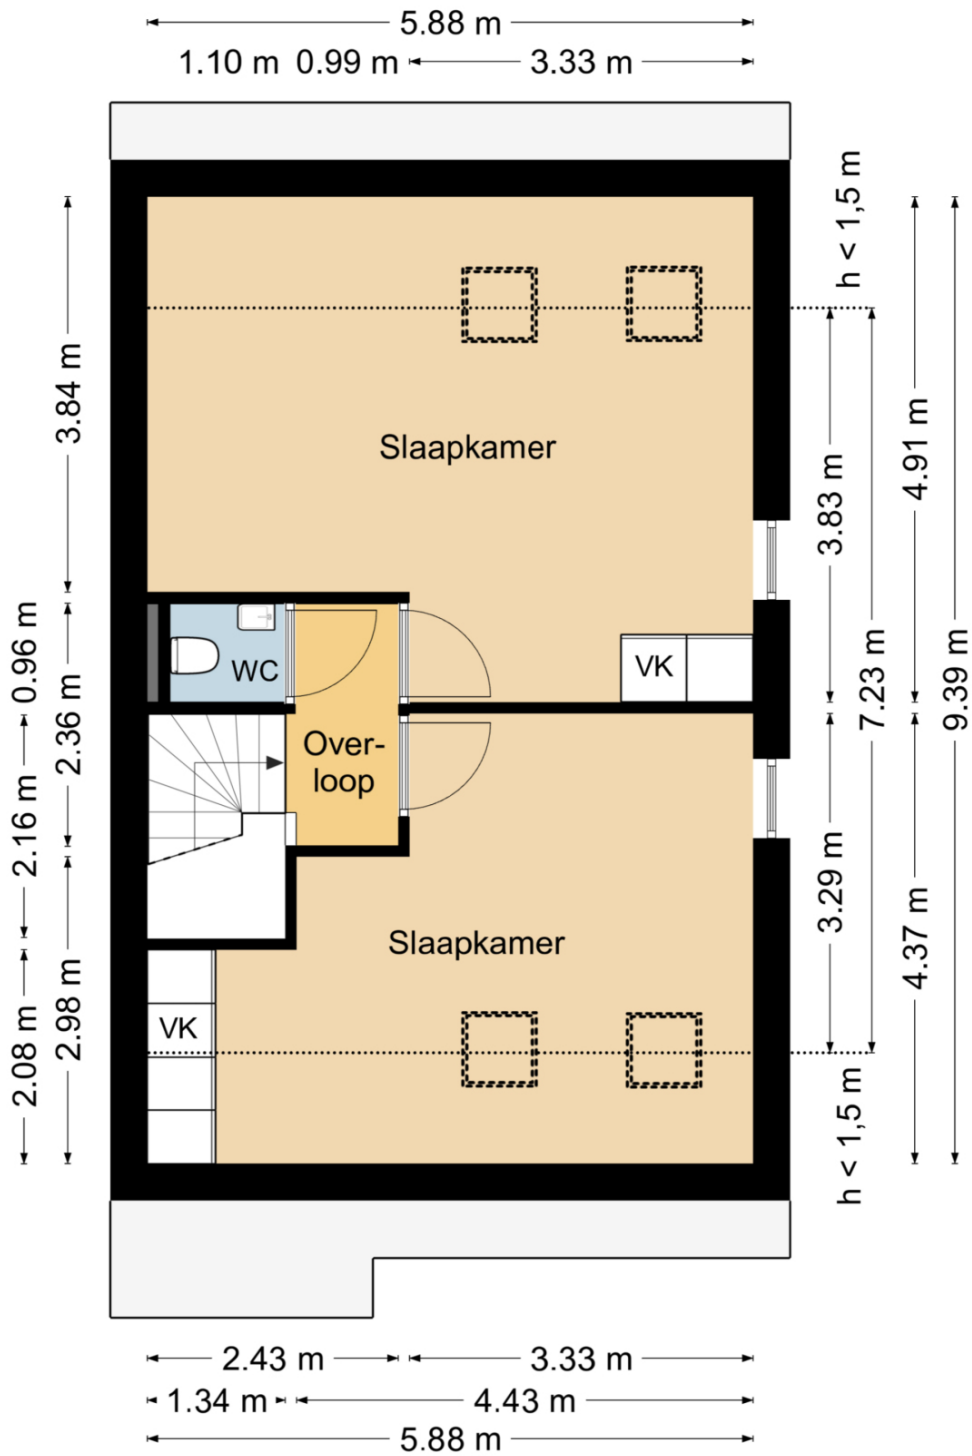 5.88 m
1.10 m 0.99 m 3.33 m
h < 1,5 m
3.84 m
Slaapkamer
4.91 m
3.83 m
0.96 m
WC
VK
2.36 m
7.23 m
9.39 m
Over-
loop
2.16 m
3.29 m
Slaapkamer
4.37 m
2.98 m
VK
2.08 m
h < 1,5 m
2.43 m 3.33 m
1.34 m 4.43 m
5.88 m